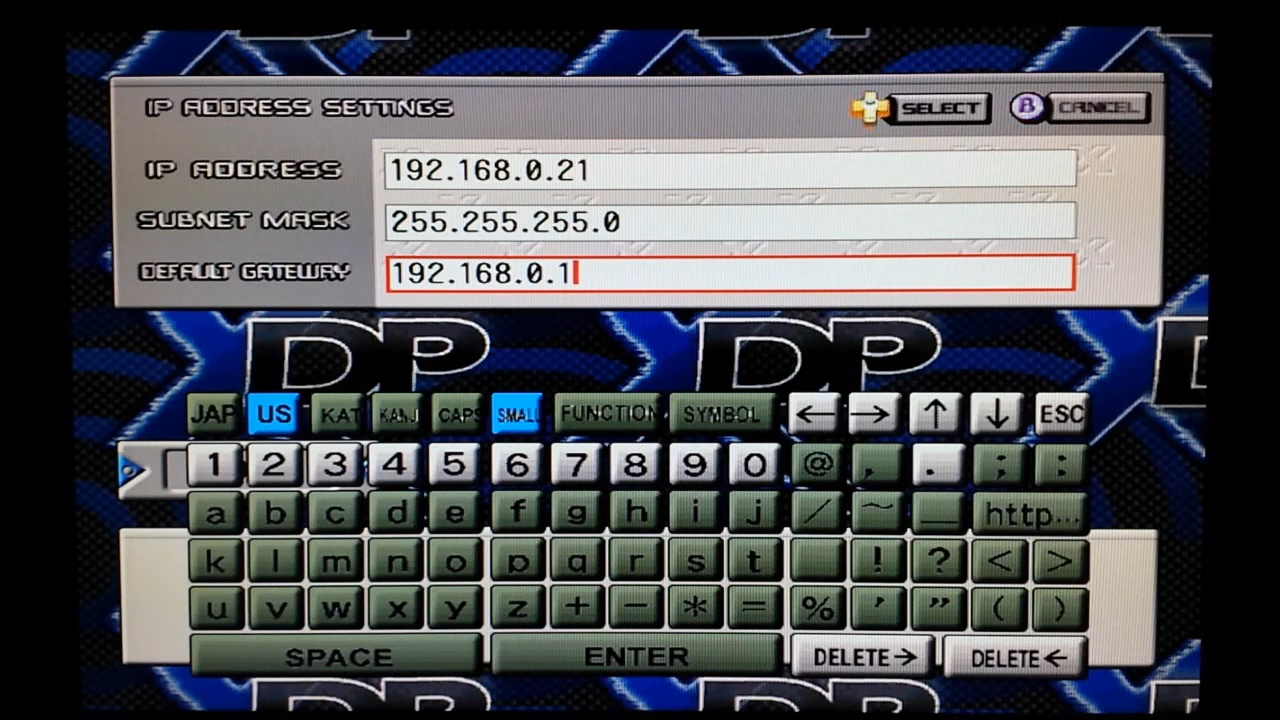 IP ADDRESS SETTINGS SELECT B CANCEL
IP ADDRESS 192.168.0.21
SUBNET MASK 255.255.255.0
DEFAULT GATEWAY 192.168.0.1
DP DP
JAP US KAT KANJ CAPS SMALL FUNCTION SYMBOL ← → ↑ ↓ ESC
1 2 3 4 5 6 7 8 9 0 @ , . ; :
a b c d e f g h i j / ~ _ http...
k l m n o p q r s t ! ? < >
u v w x y z + - * = % ’ ” ( )
SPACE ENTER DELETE→ DELETE←